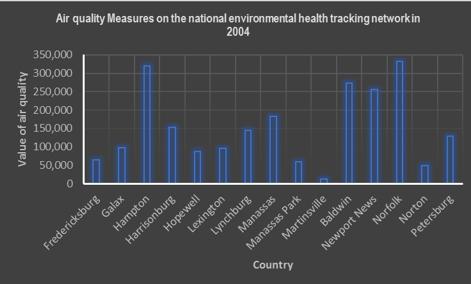 Air quality Measures on the national environmental health tracking network in
2004
Value of air quality
350,000
300,000
250,000
200,000
150,000
100,000
50,000
0
Fredericksburg
Galax
Hampton
Harrisonburg
Hopewell
Lexington
Lynchburg
Manassas
Manassas Park
Martinsville
Baldwin
Newport News
Norfolk
Norton
Petersburg
Country